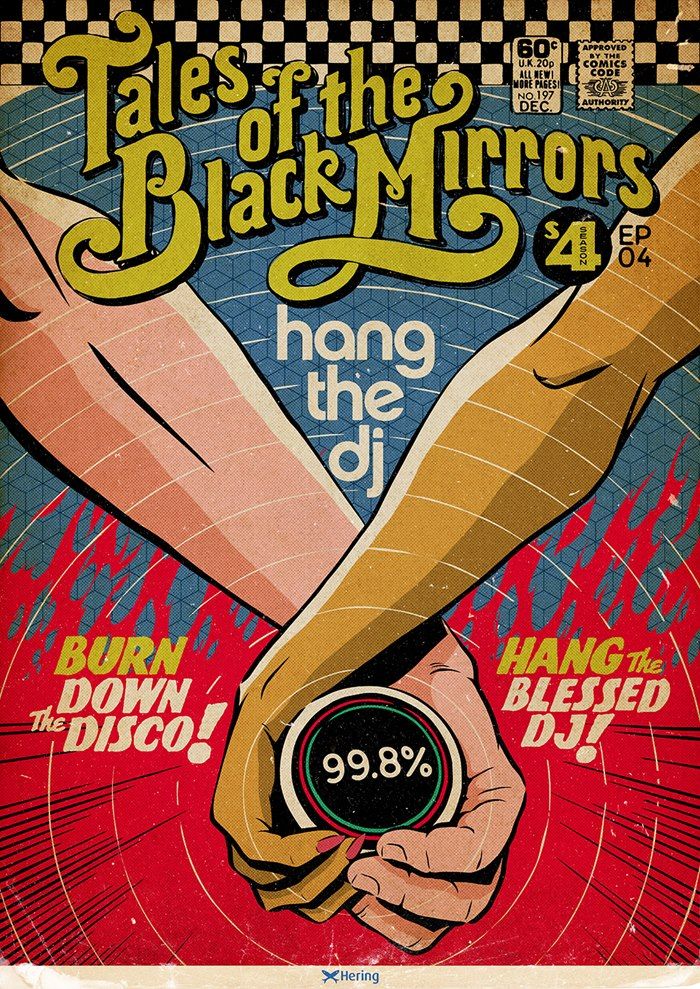 Tales
of the
Black Mirrors
60¢
U.K. 20p
ALL NEW!
MORE PAGES!
NO. 197
DEC.
APPROVED
BY THE
COMICS
CODE
AUTHORITY
S4
SEASON
EP
04
hang
the
dj
BURN
DOWN
The DISCO!
HANG The
BLESSED
DJ!
99.8%
Hering